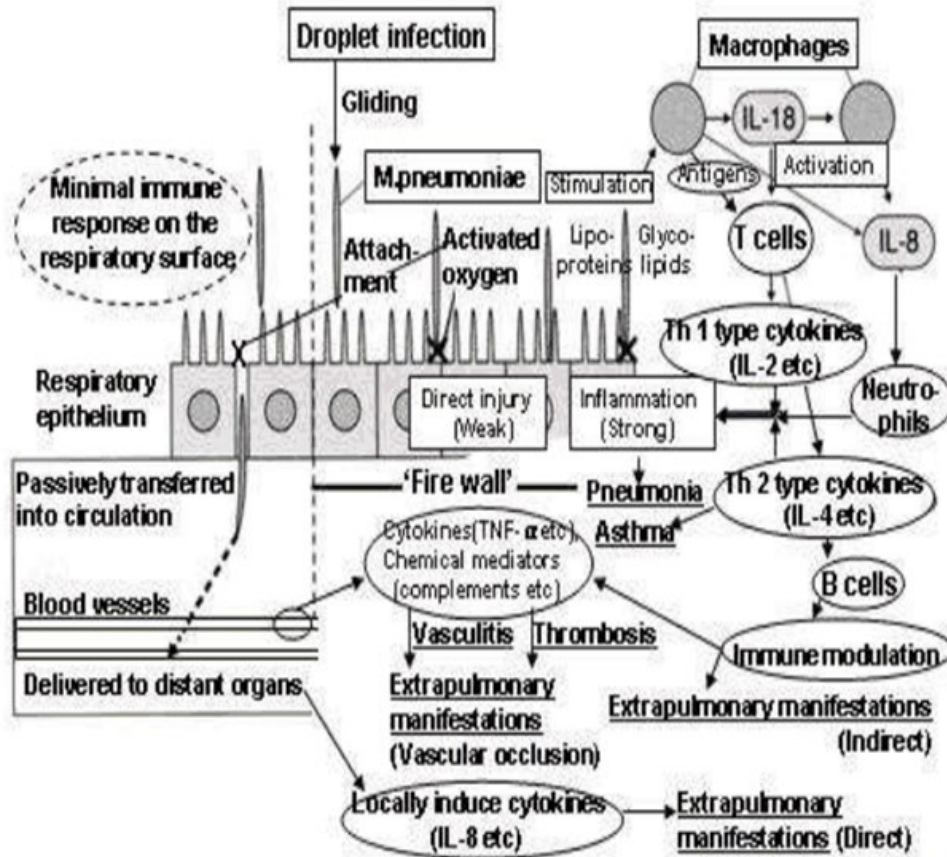 Droplet infection
Macrophages
Gliding
IL-18
Minimal immune
response on the
respiratory surface
M.pneumoniae
Stimulation
Antigens
Activation
Attach-
ment
Activated
oxygen
Lipo-
proteins
Glyco-
lipids
T cells
IL-8
Th 1 type cytokines
(IL-2 etc)
Respiratory
epithelium
Direct injury
(Weak)
Inflammation
(Strong)
Neutro-
phils
Passively transferred
into circulation
'Fire wall'
Pneumonia
Asthma
Th 2 type cytokines
(IL-4 etc)
Cytokines(TNF-α etc),
Chemical mediators
(complements etc)
B cells
Blood vessels
Vasculitis
Thrombosis
Immune modulation
Delivered to distant organs
Extrapulmonary
manifestations
(Vascular occlusion)
Extrapulmonary manifestations
(Indirect)
Locally induce cytokines
(IL-8 etc)
Extrapulmonary
manifestations (Direct)